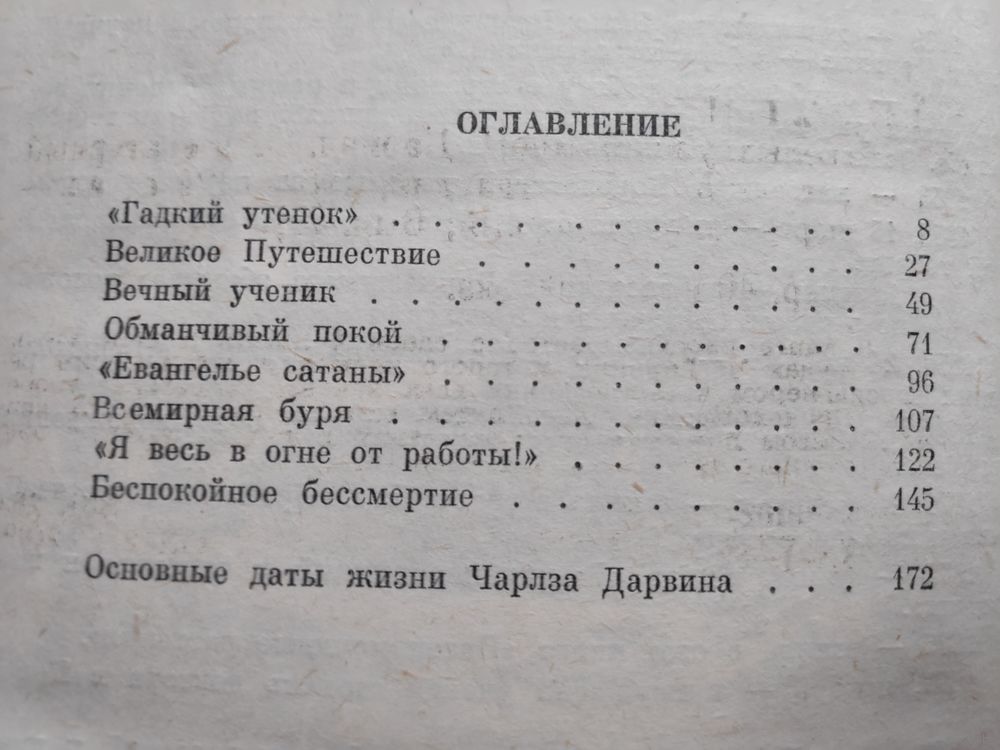 ОГЛАВЛЕНИЕ
«Гадкий утенок» . . . . . . . . . . . . 8
Великое Путешествие . . . . . . . . . 27
Вечный ученик . . . . . . . . . . . . 49
Обманчивый покой . . . . . . . . . . 71
«Евангелье сатаны» . . . . . . . . . . 96
Всемирная буря . . . . . . . . . . . 107
«Я весь в огне от работы!» . . . . . . . 122
Беспокойное бессмертие . . . . . . . . 145
Основные даты жизни Чарлза Дарвина . . . 172